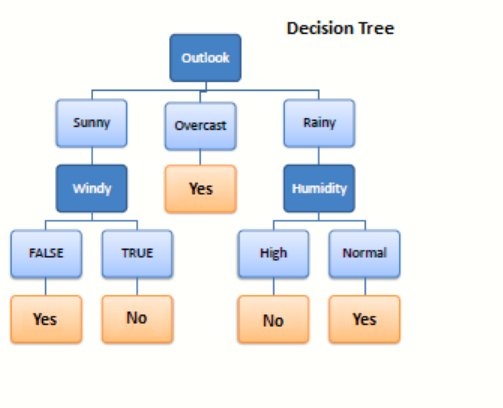 Decision Tree
Outlook
Sunny
Overcast
Rainy
Windy
Yes
Humidity
FALSE
TRUE
High
Normal
Yes
No
No
Yes